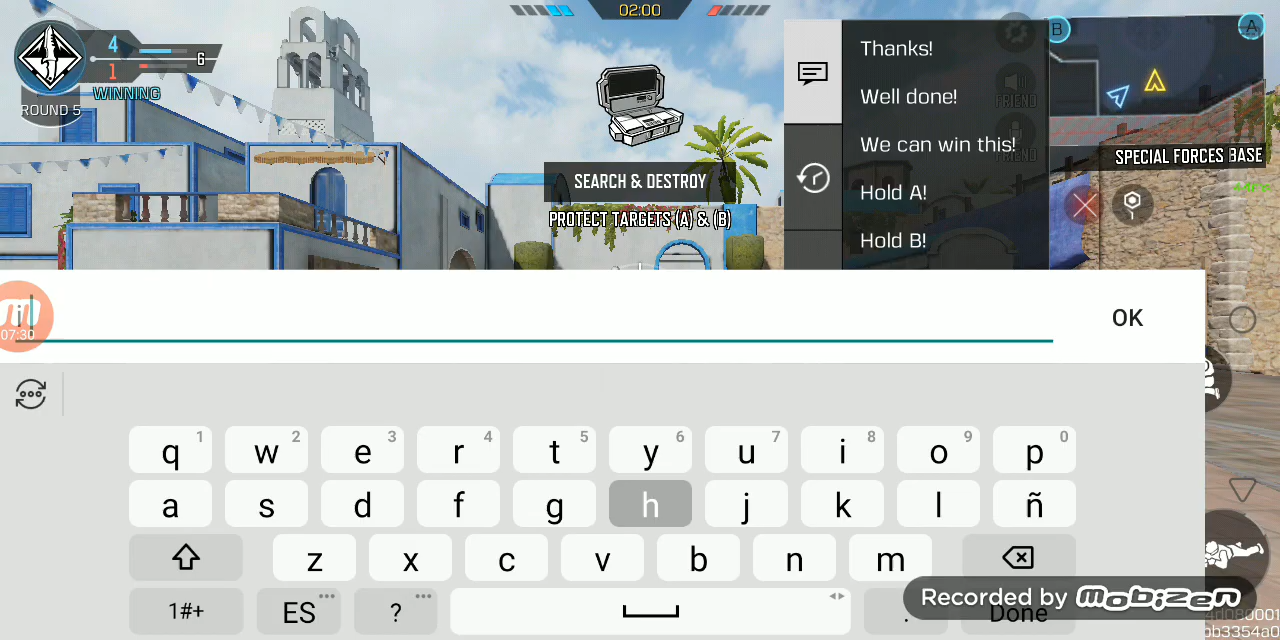 02:00
4
1
6
WINNING
ROUND 5
Thanks!
Well done!
We can win this!
Hold A!
Hold B!
FRIEND
FRIEND
B
A
SPECIAL FORCES BASE
SEARCH & DESTROY
PROTECT TARGETS (A) & (B)
07:30
i
OK
q 1 w 2 e 3 r 4 t 5 y 6 u 7 i 8 o 9 p 0
a s d f g h j k l ñ
z x c v b n m
1#+ ES ? . Done
Recorded by mobizen